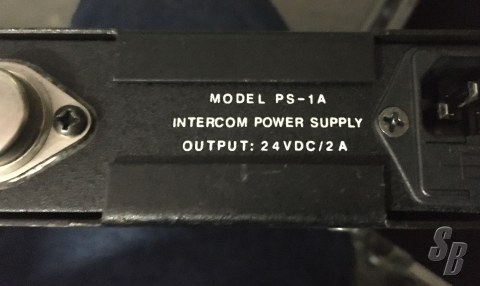 MODEL PS-1A
INTERCOM POWER SUPPLY
OUTPUT: 24VDC/2A
SB